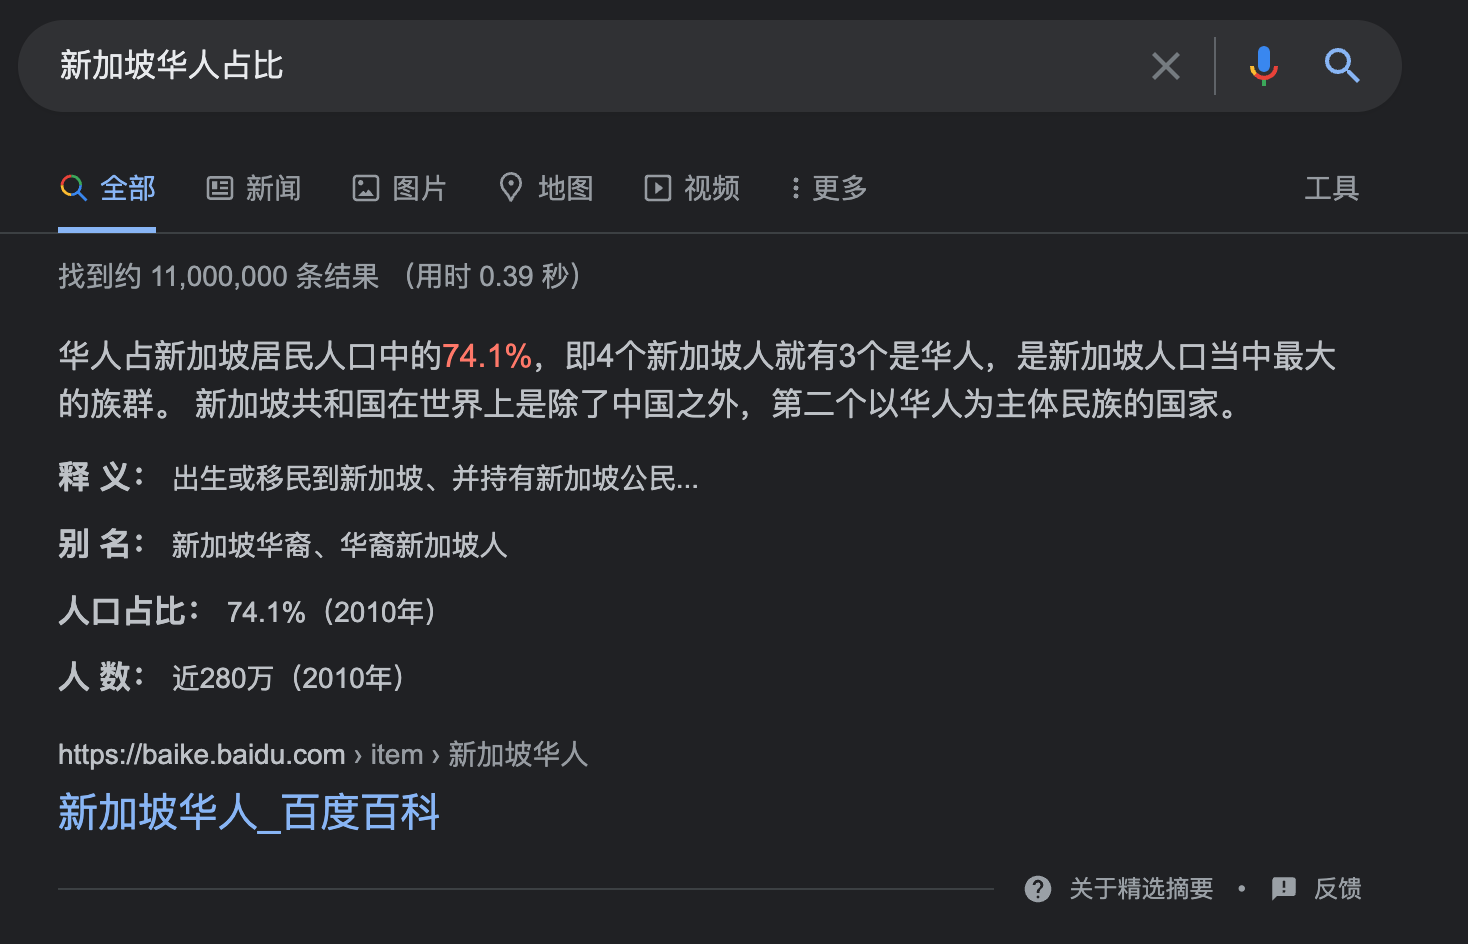 新加坡华人占比
全部 新闻 图片 地图 视频 更多 工具
找到约 11,000,000 条结果 （用时 0.39 秒）
华人占新加坡居民人口中的74.1%，即4个新加坡人就有3个是华人，是新加坡人口当中最大
的族群。 新加坡共和国在世界上是除了中国之外，第二个以华人为主体民族的国家。
释 义： 出生或移民到新加坡、并持有新加坡公民...
别 名： 新加坡华裔、华裔新加坡人
人口占比： 74.1%（2010年）
人 数： 近280万（2010年）
https://baike.baidu.com › item › 新加坡华人
新加坡华人_百度百科
关于精选摘要 • 反馈